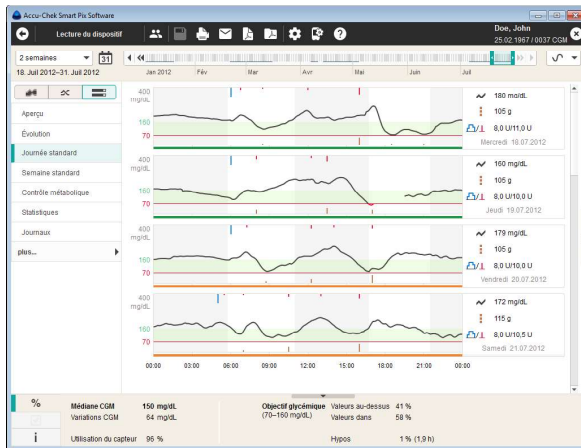 Accu-Chek Smart Pix Software
Lecture du dispositif
Doe, John
25.02.1967 / 0037 CGM
2 semaines
31
18. Juil 2012–31. Juil 2012
Jan 2012 Fév Mar Avr Mai Jun Juil
Aperçu
Évolution
Journée standard
Semaine standard
Contrôle métabolique
Statistiques
Journaux
plus...
400
mg/dL
160
70
180 mg/dL
105 g
8,0 U/11,0 U
Mercredi 18.07.2012
400
mg/dL
160
70
160 mg/dL
105 g
8,0 U/10,0 U
Jeudi 19.07.2012
400
mg/dL
160
70
179 mg/dL
105 g
8,0 U/10,0 U
Vendredi 20.07.2012
400
mg/dL
160
70
172 mg/dL
115 g
8,0 U/10,5 U
Samedi 21.07.2012
00:00 03:00 06:00 09:00 12:00 15:00 18:00 21:00 00:00
%
i
Médiane CGM 150 mg/dL
Variations CGM 64 mg/dL
Utilisation du capteur 96 %
Objectif glycémique
(70–160 mg/dL)
Valeurs au-dessus 41 %
Valeurs dans 58 %
Hypos 1 % (1,9 h)